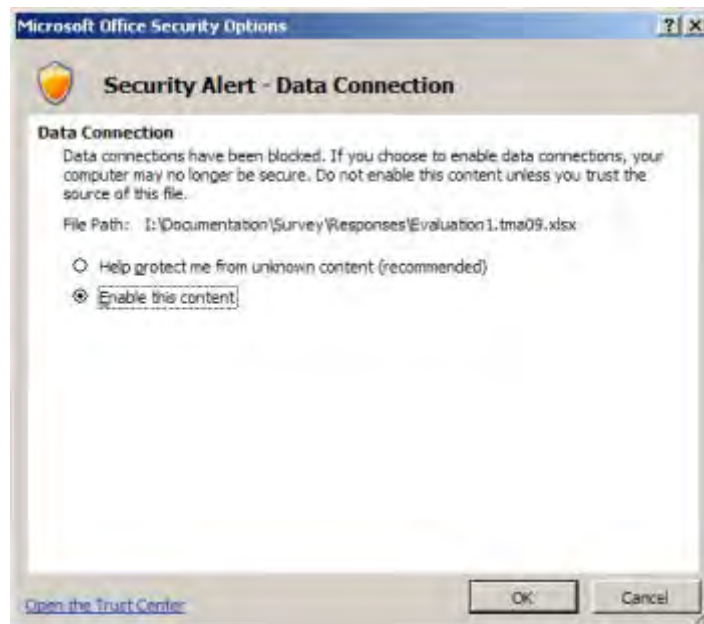 Microsoft Office Security Options
Security Alert - Data Connection
Data Connection
Data connections have been blocked. If you choose to enable data connections, your
computer may no longer be secure. Do not enable this content unless you trust the
source of this file.
File Path: I:\Documentation\Survey\Responses\Evaluation1.tma09.xlsx
Help protect me from unknown content (recommended)
Enable this content
Open the Trust Center
OK
Cancel